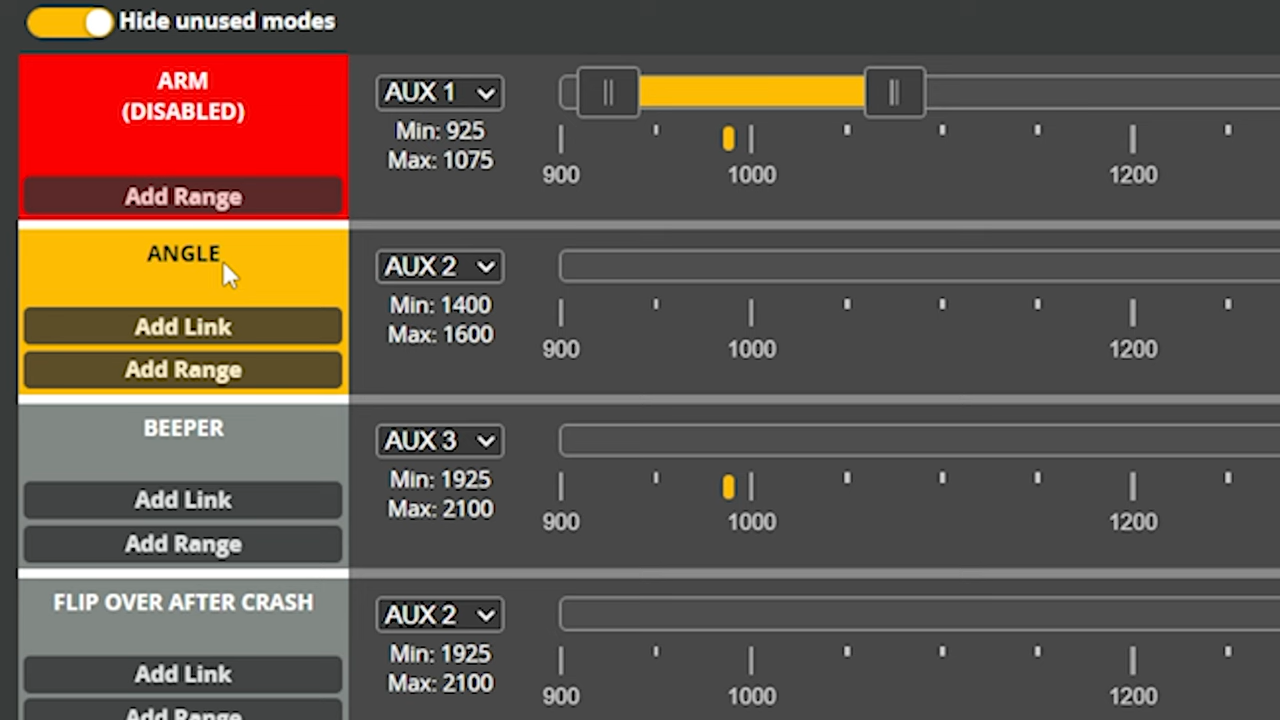 Hide unused modes
ARM
(DISABLED)
Add Range
AUX 1
Min: 925
Max: 1075
900
1000
1200
ANGLE
Add Link
Add Range
AUX 2
Min: 1400
Max: 1600
900
1000
1200
BEEPER
Add Link
Add Range
AUX 3
Min: 1925
Max: 2100
900
1000
1200
FLIP OVER AFTER CRASH
Add Link
Add Range
AUX 2
Min: 1925
Max: 2100
900
1000
1200